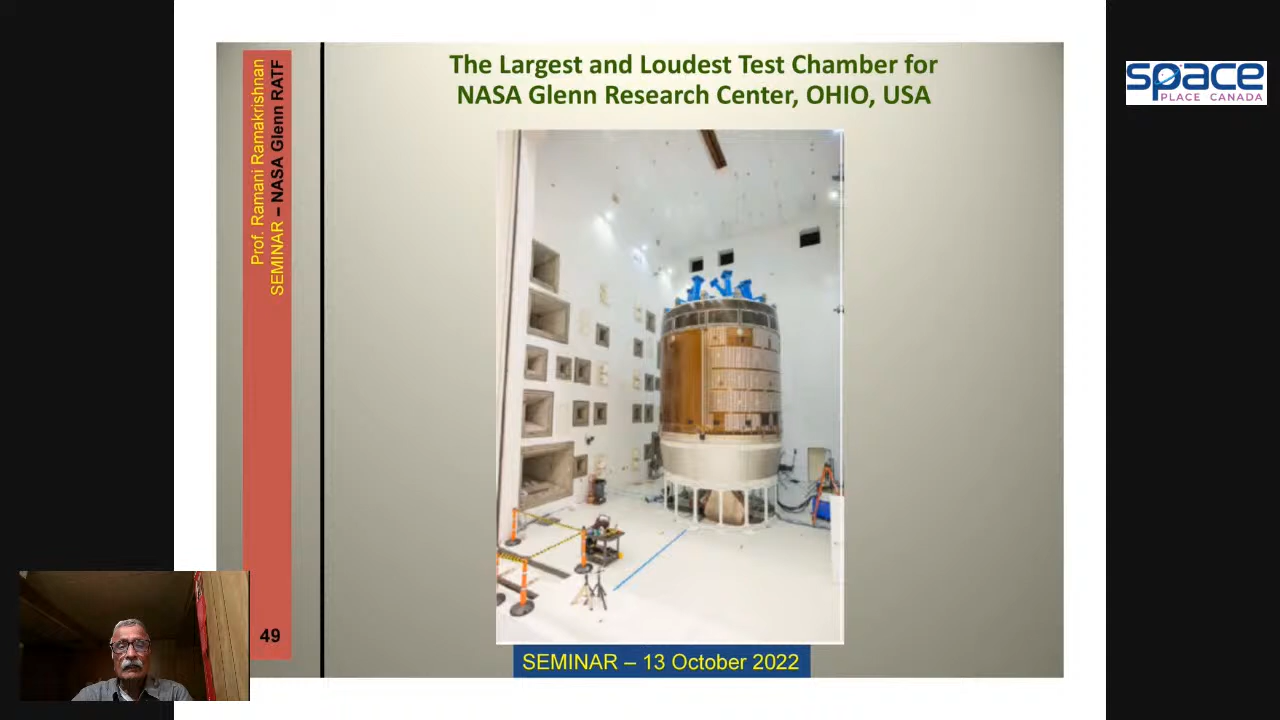 The Largest and Loudest Test Chamber for
NASA Glenn Research Center, OHIO, USA
space
PLACE CANADA
Prof. Ramani Ramakrishnan
SEMINAR – NASA Glenn RATF
49
SEMINAR – 13 October 2022